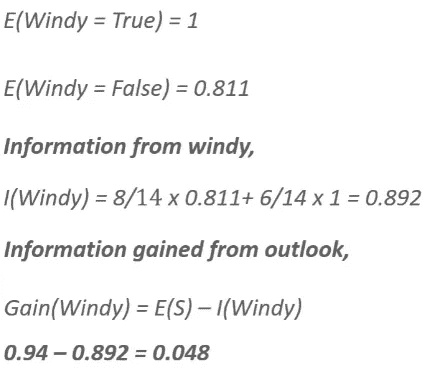 E(Windy = True) = 1
E(Windy = False) = 0.811
Information from windy,
I(Windy) = 8/14 x 0.811+ 6/14 x 1 = 0.892
Information gained from outlook,
Gain(Windy) = E(S) – I(Windy)
0.94 – 0.892 = 0.048